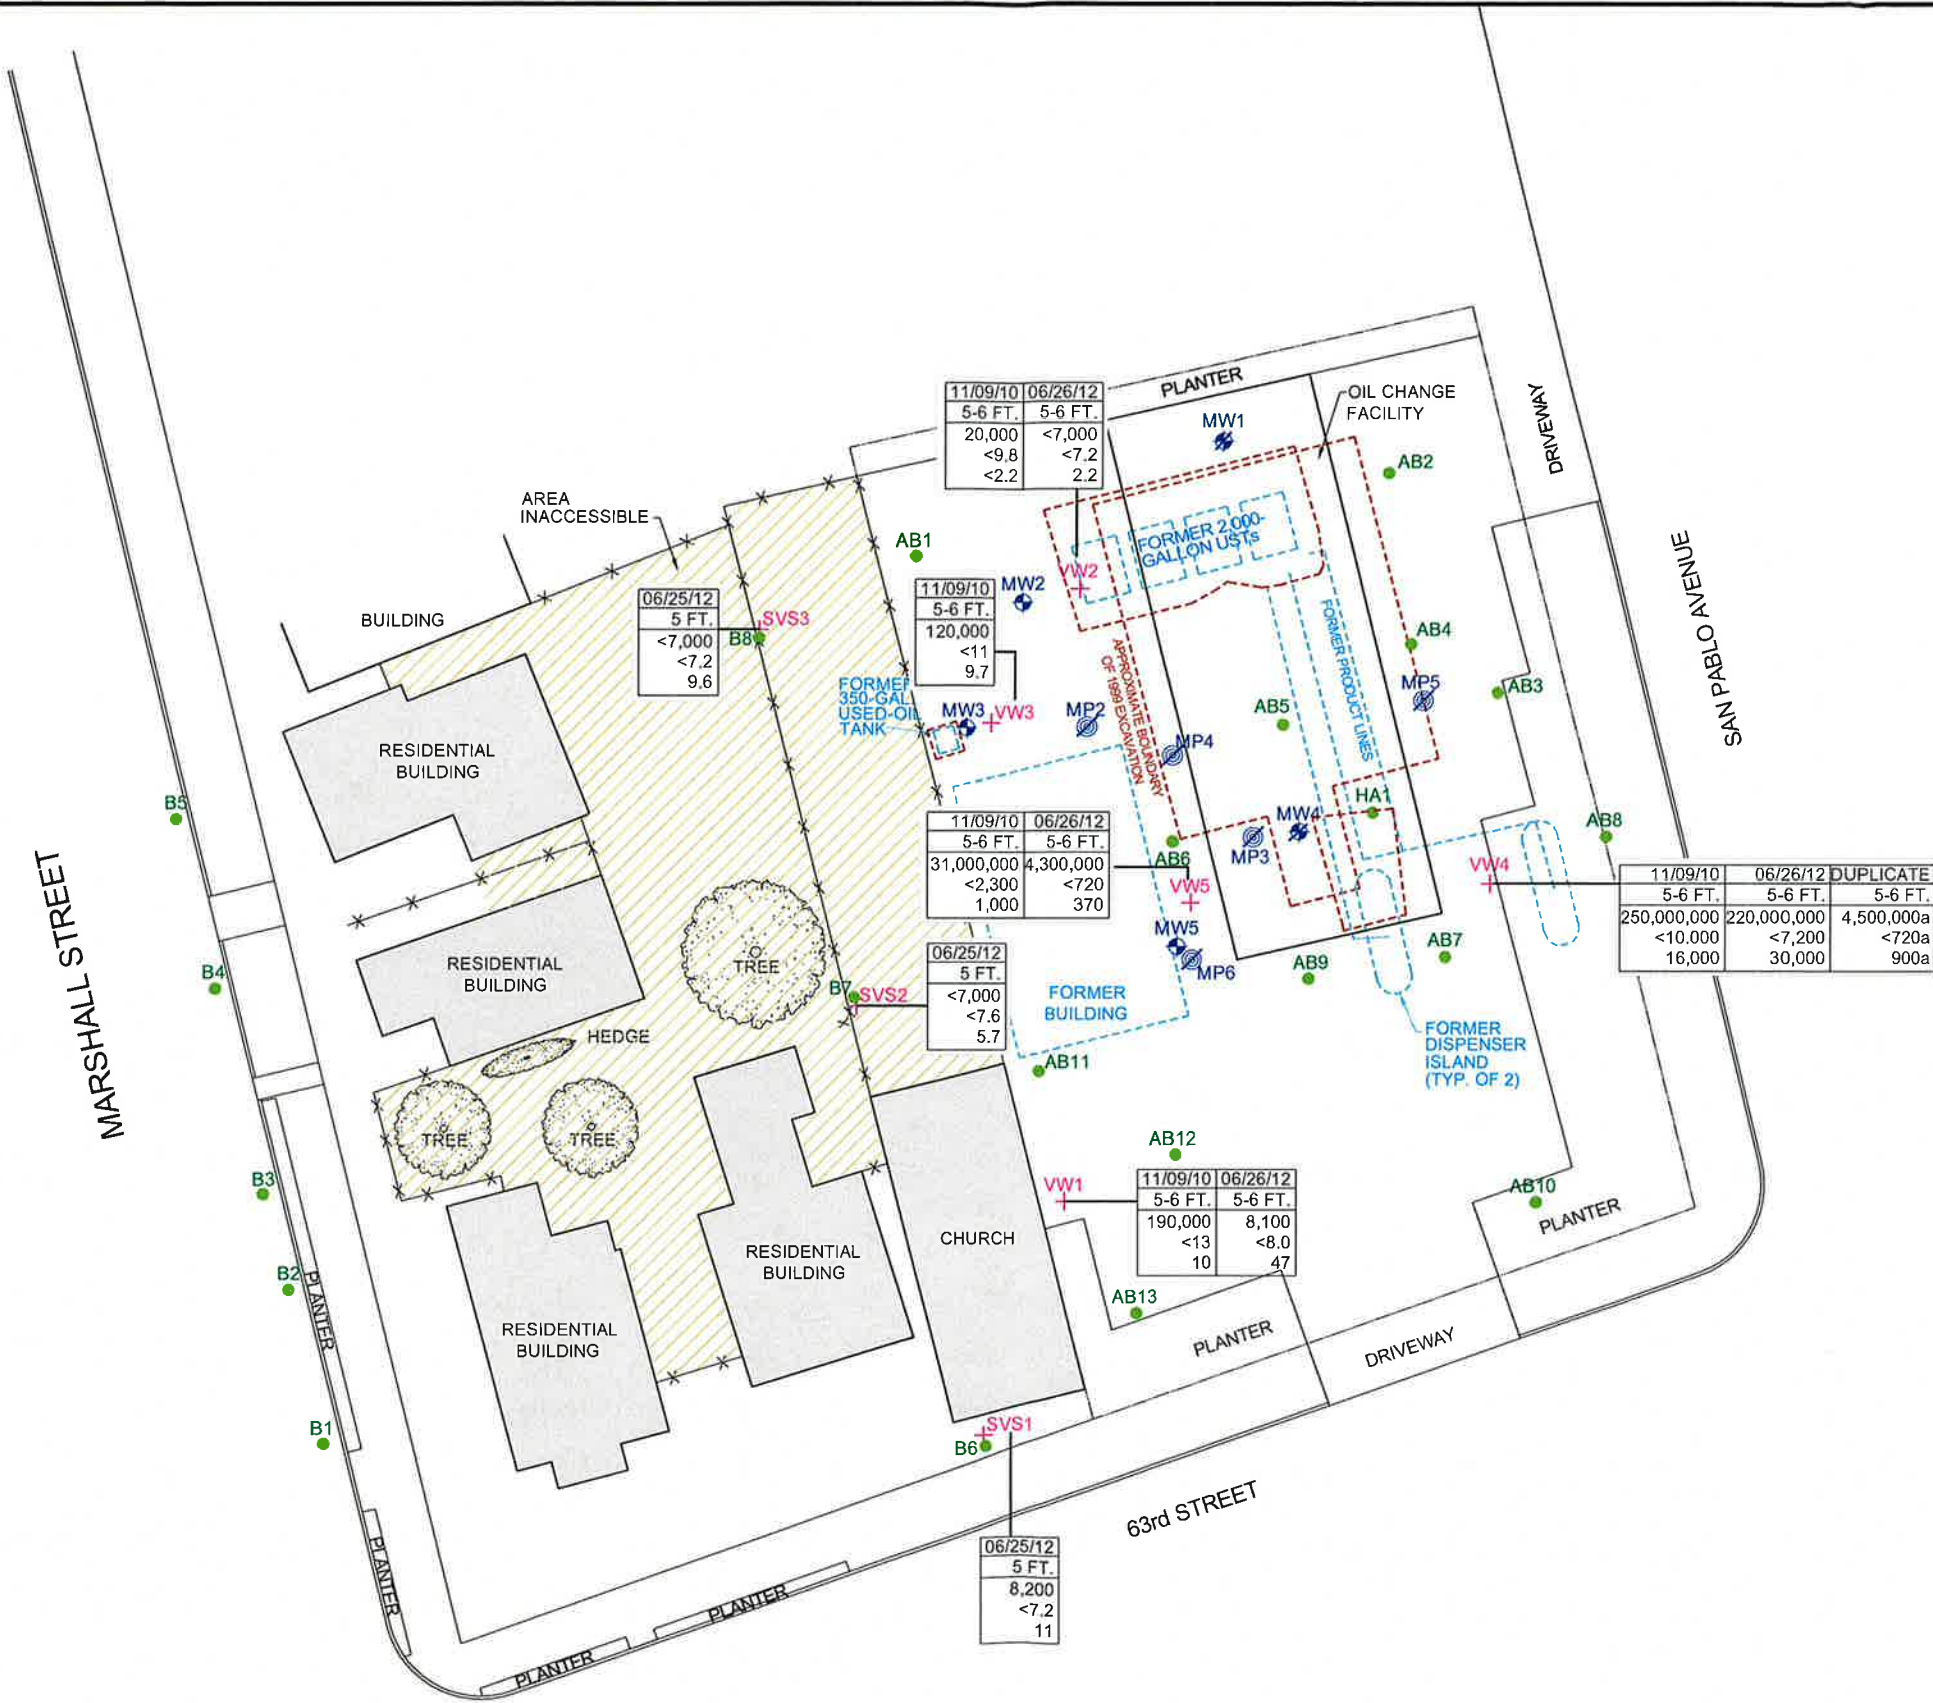 11/09/10 06/26/12
5-6 FT. 5-6 FT.
20,000 <7,000
<9.8 <7.2
<2.2 2.2
PLANTER
OIL CHANGE
FACILITY
MW1
DRIVEWAY
AB2
AREA
INACCESSIBLE
AB1
FORMER 2,000-
GALLON USTs
VW2
MW2
SAN PABLO AVENUE
11/09/10
5-6 FT.
120,000
<11
9.7
06/25/12
5 FT.
<7,000
<7.2
9.6
SVS3
B8
BUILDING
FORMER PRODUCT LINES
AB4
APPROXIMATE BOUNDARY
OF 1999 EXCAVATION
MP5
AB3
350-GAL
USED-OIL
TANK
MW3
VW3
MP2
AB5
MP4
RESIDENTIAL
BUILDING
B5
HA1
MW4
MP3
AB8
11/09/10 06/26/12
5-6 FT. 5-6 FT.
31,000,000 4,300,000
<2,300 <720
1,000 370
AB6
VW5
VW4
11/09/10 06/26/12 DUPLICATE
5-6 FT. 5-6 FT. 5-6 FT.
250,000,000 220,000,000 4,500,000a
<10.000 <7,200 <720a
16,000 30,000 900a
MARSHALL STREET
MW5
MP6
AB7
AB9
TREE
RESIDENTIAL
BUILDING
B4
B7
SVS2
06/25/12
5 FT.
<7,000
<7.6
5.7
FORMER
BUILDING
FORMER
DISPENSER
ISLAND
(TYP. OF 2)
HEDGE
AB11
TREE
TREE
AB12
B3
VW1
11/09/10 06/26/12
5-6 FT. 5-6 FT.
190,000 8,100
<13 <8.0
10 47
AB10
PLANTER
CHURCH
RESIDENTIAL
BUILDING
B2
PLANTER
AB13
RESIDENTIAL
BUILDING
PLANTER
DRIVEWAY
B1
SVS1
B6
63rd STREET
PLANTER
06/25/12
5 FT.
8,200
<7.2
11
PLANTER
PLANTER